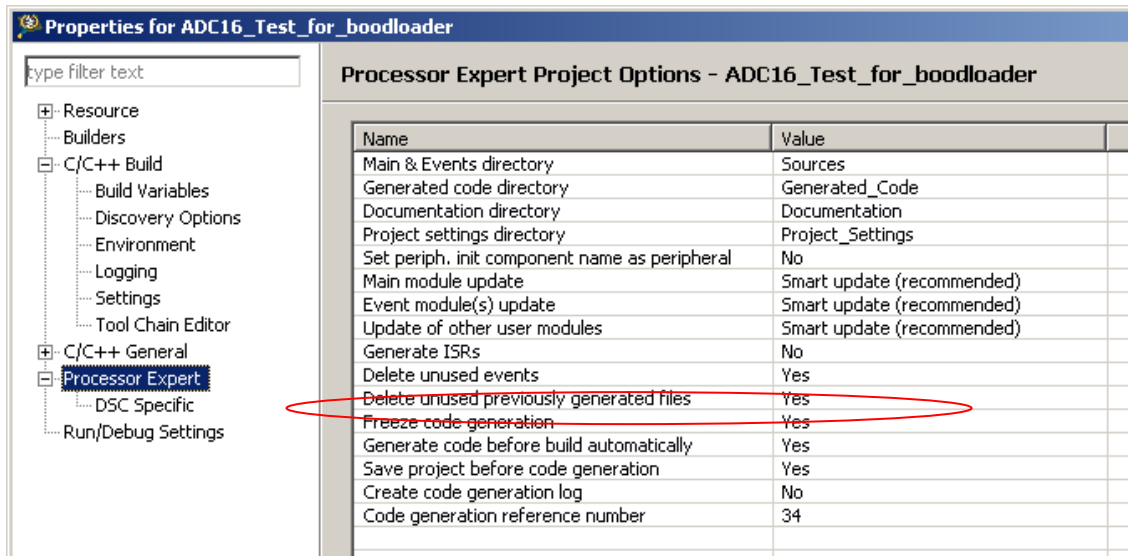 Properties for ADC16_Test_for_boodloader
type filter text
Resource
Builders
C/C++ Build
Build Variables
Discovery Options
Environment
Logging
Settings
Tool Chain Editor
C/C++ General
Processor Expert
DSC Specific
Run/Debug Settings
Processor Expert Project Options - ADC16_Test_for_boodloader
Name Value
Main & Events directory Sources
Generated code directory Generated_Code
Documentation directory Documentation
Project settings directory Project_Settings
Set periph. init component name as peripheral No
Main module update Smart update (recommended)
Event module(s) update Smart update (recommended)
Update of other user modules Smart update (recommended)
Generate ISRs No
Delete unused events Yes
Delete unused previously generated files Yes
Freeze code generation Yes
Generate code before build automatically Yes
Save project before code generation Yes
Create code generation log No
Code generation reference number 34